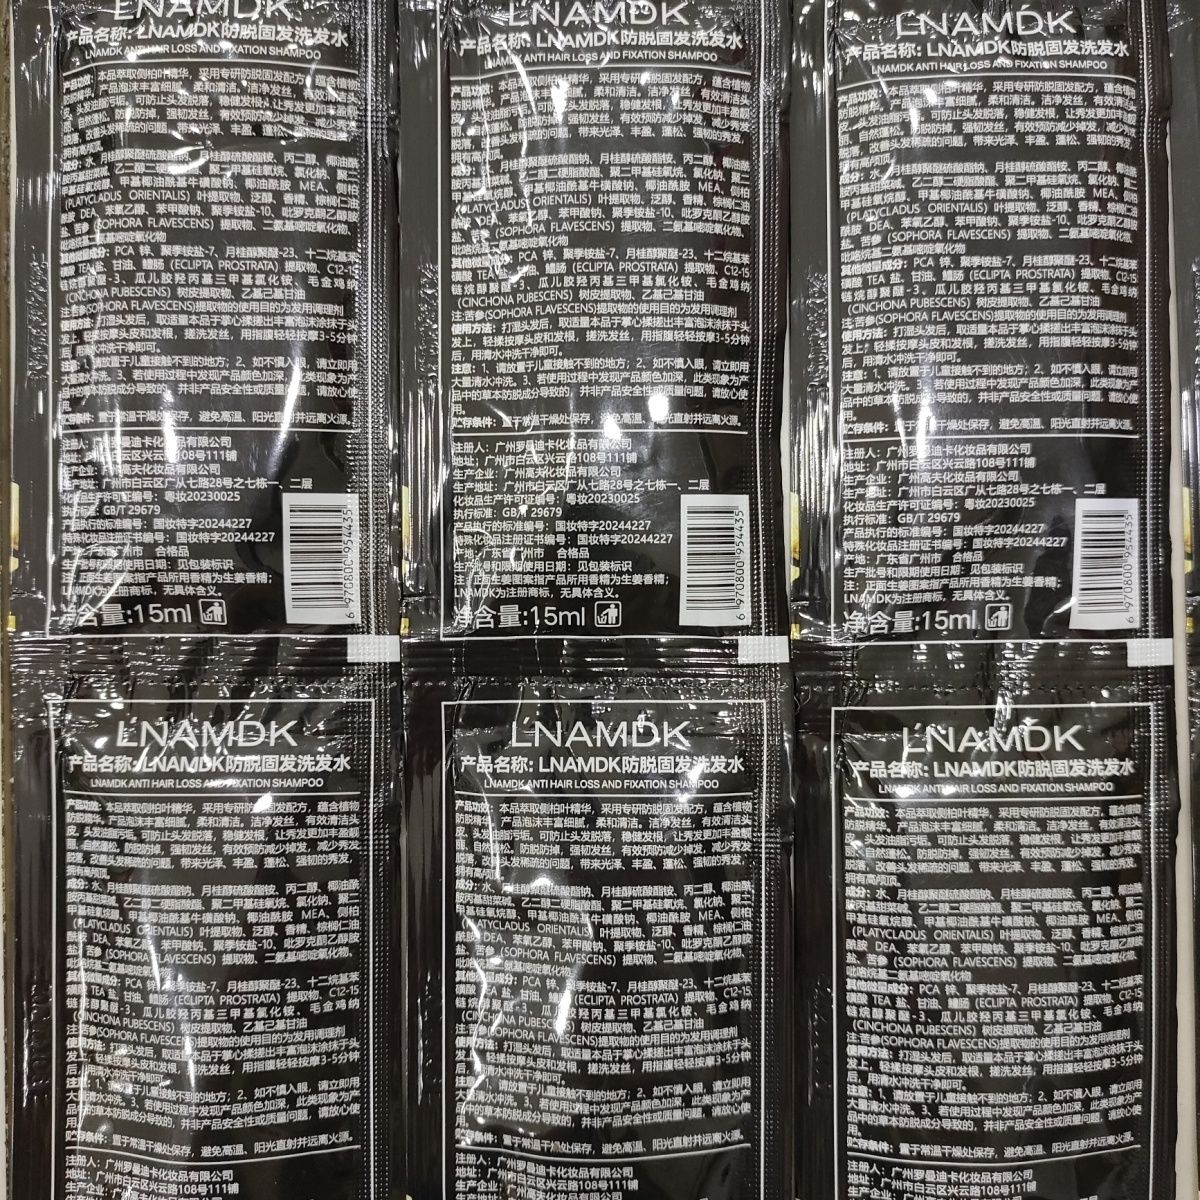 LNAMDK
产品名称: LNAMDK防脱固发洗发水
LNAMDK ANTI HAIR LOSS AND FIXATION SHAMPOO
产品功效: 本品萃取侧柏叶精华，采用专研防脱固发配方，蕴含植物
防脱精华。产品泡沫丰富细腻，柔和清洁。洁净发丝，有效清洁头
皮、头发油脂污垢。可防止头发脱落，稳健发根，让秀发更加丰盈靓
丽、自然蓬松。防脱防掉，强韧发丝，有效预防减少掉发，减少秀发
脱落，改善头发稀疏的问题，带来光泽、丰盈、蓬松、强韧的秀发，
拥有高颅顶。
成分: 水、月桂醇聚醚硫酸酯钠、月桂醇硫酸酯铵、丙二醇、椰油酰
胺丙基甜菜碱、乙二醇二硬脂酸酯、聚二甲基硅氧烷、氯化钠、聚二
甲基硅氧烷醇、甲基椰油酰基牛磺酸钠、椰油酰胺 MEA、侧柏
(PLATYCLADUS ORIENTALIS) 叶提取物、泛醇、香精、棕榈仁油
酰胺 DEA、苯氧乙醇、苯甲酸钠、聚季铵盐-10、吡罗克酮乙醇胺
盐、苦参 (SOPHORA FLAVESCENS) 提取物、二氨基嘧啶氧化物、
吡咯烷基二氨基嘧啶氧化物
其他微量成分: PCA 锌、聚季铵盐-7、月桂醇聚醚-23、十二烷基苯
磺酸 TEA 盐、甘油、鳢肠 (ECLIPTA PROSTRATA) 提取物、C12-15
链烷醇聚醚-3、瓜儿胶羟丙基三甲基氯化铵、毛金鸡纳
(CINCHONA PUBESCENS) 树皮提取物、乙基己基甘油
注:苦参(SOPHORA FLAVESCENS)提取物的使用目的为发用调理剂
使用方法: 打湿头发后，取适量本品于掌心揉搓出丰富泡沫涂抹于头
发上，轻揉按摩头皮和发根，搓洗发丝，用指腹轻轻按摩3-5分钟
后，用清水冲洗干净即可。
注意: 1、请放置于儿童接触不到的地方；2、如不慎入眼，请立即用
大量清水冲洗。3、若使用过程中发现产品颜色加深，此类现象为产
品中的草本防脱成分导致的，并非产品安全性或质量问题，请放心使
用。
贮存条件: 置于常温干燥处保存，避免高温、阳光直射并远离火源。
注册人: 广州罗曼迪卡化妆品有限公司
地址: 广州市白云区兴云路108号111铺
生产企业: 广州高夫化妆品有限公司
生产地址: 广州市白云区广从七路28号之七栋一、二层
化妆品生产许可证编号: 粤妆20230025
执行标准: GB/T 29679
产品执行的标准编号: 国妆特字20244227
特殊化妆品注册证书编号: 国妆特字20244227
产地: 广东省广州市 合格品
生产批号和限期使用日期: 见包装标识
注: 正面生姜图案指产品所用香精为生姜香精；
LNAMDK为注册商标，无具体含义。
净含量:15ml
6 970800 954435